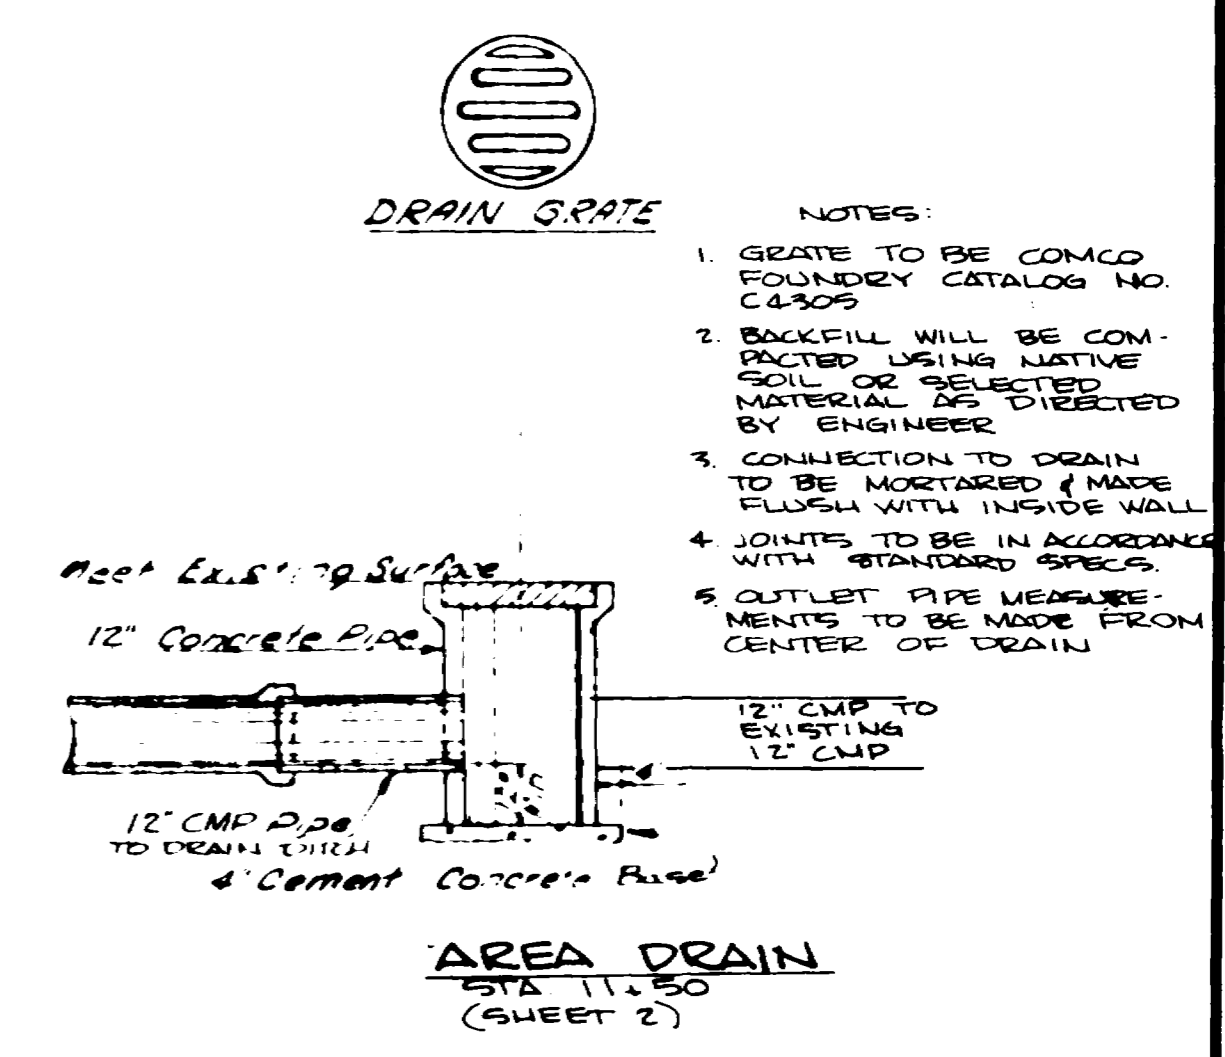 DRAIN GRATE
NOTES:
1. GRATE TO BE COMCO
FOUNDRY CATALOG NO.
C4305
2. BACKFILL WILL BE COM-
PACTED USING NATIVE
SOIL OR SELECTED
MATERIAL AS DIRECTED
BY ENGINEER
3. CONNECTION TO DRAIN
TO BE MORTARED & MADE
FLUSH WITH INSIDE WALL
4. JOINTS TO BE IN ACCORDANCE
WITH STANDARD SPECS.
5. OUTLET PIPE MEASURE-
MENTS TO BE MADE FROM
CENTER OF DRAIN
Meet Existing Surface
12" Concrete Pipe
12" CMP TO
EXISTING
12" CMP
4"
12" CMP Pipe
TO DRAIN DITCH
4" Cement Concrete Base
AREA DRAIN
STA 11+50
(SHEET 2)